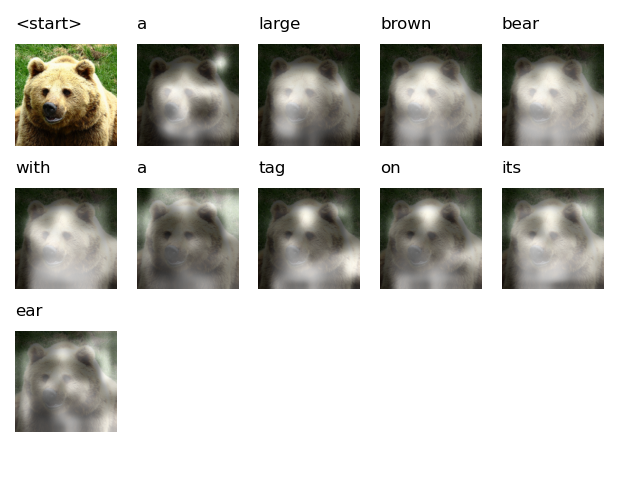 <start> a large brown bear
with a tag on its
ear